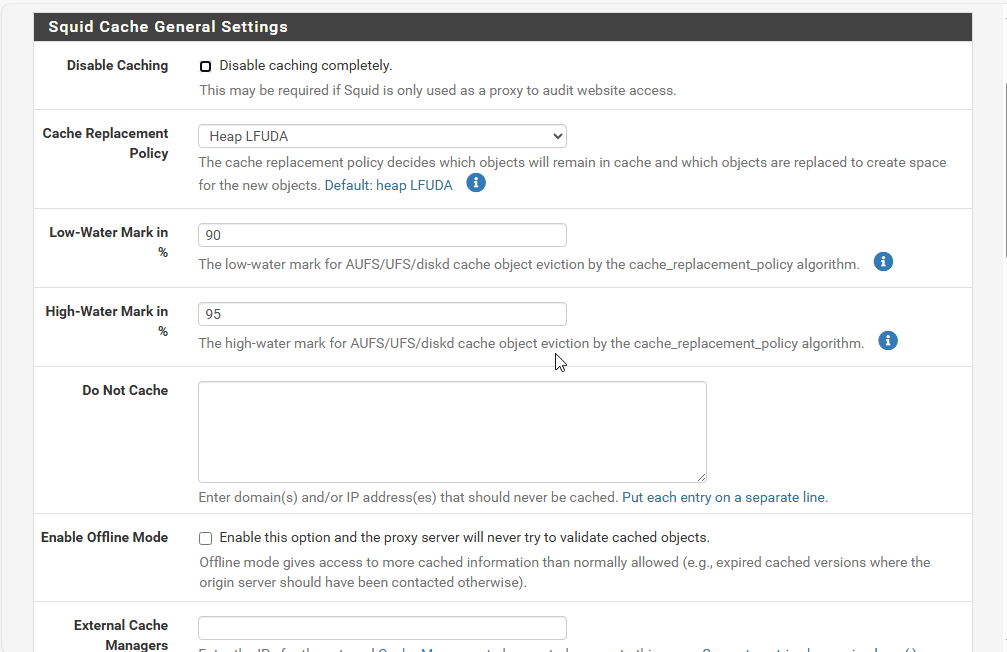 Squid Cache General Settings
Disable Caching
Disable caching completely.
This may be required if Squid is only used as a proxy to audit website access.
Cache Replacement
Policy
Heap LFUDA
The cache replacement policy decides which objects will remain in cache and which objects are replaced to create space
for the new objects. Default: heap LFUDA
Low-Water Mark in
%
90
The low-water mark for AUFS/UFS/diskd cache object eviction by the cache_replacement_policy algorithm.
High-Water Mark in
%
95
The high-water mark for AUFS/UFS/diskd cache object eviction by the cache_replacement_policy algorithm.
Do Not Cache
Enter domain(s) and/or IP address(es) that should never be cached. Put each entry on a separate line.
Enable Offline Mode
Enable this option and the proxy server will never try to validate cached objects.
Offline mode gives access to more cached information than normally allowed (e.g., expired cached versions where the
origin server should have been contacted otherwise).
External Cache
Managers